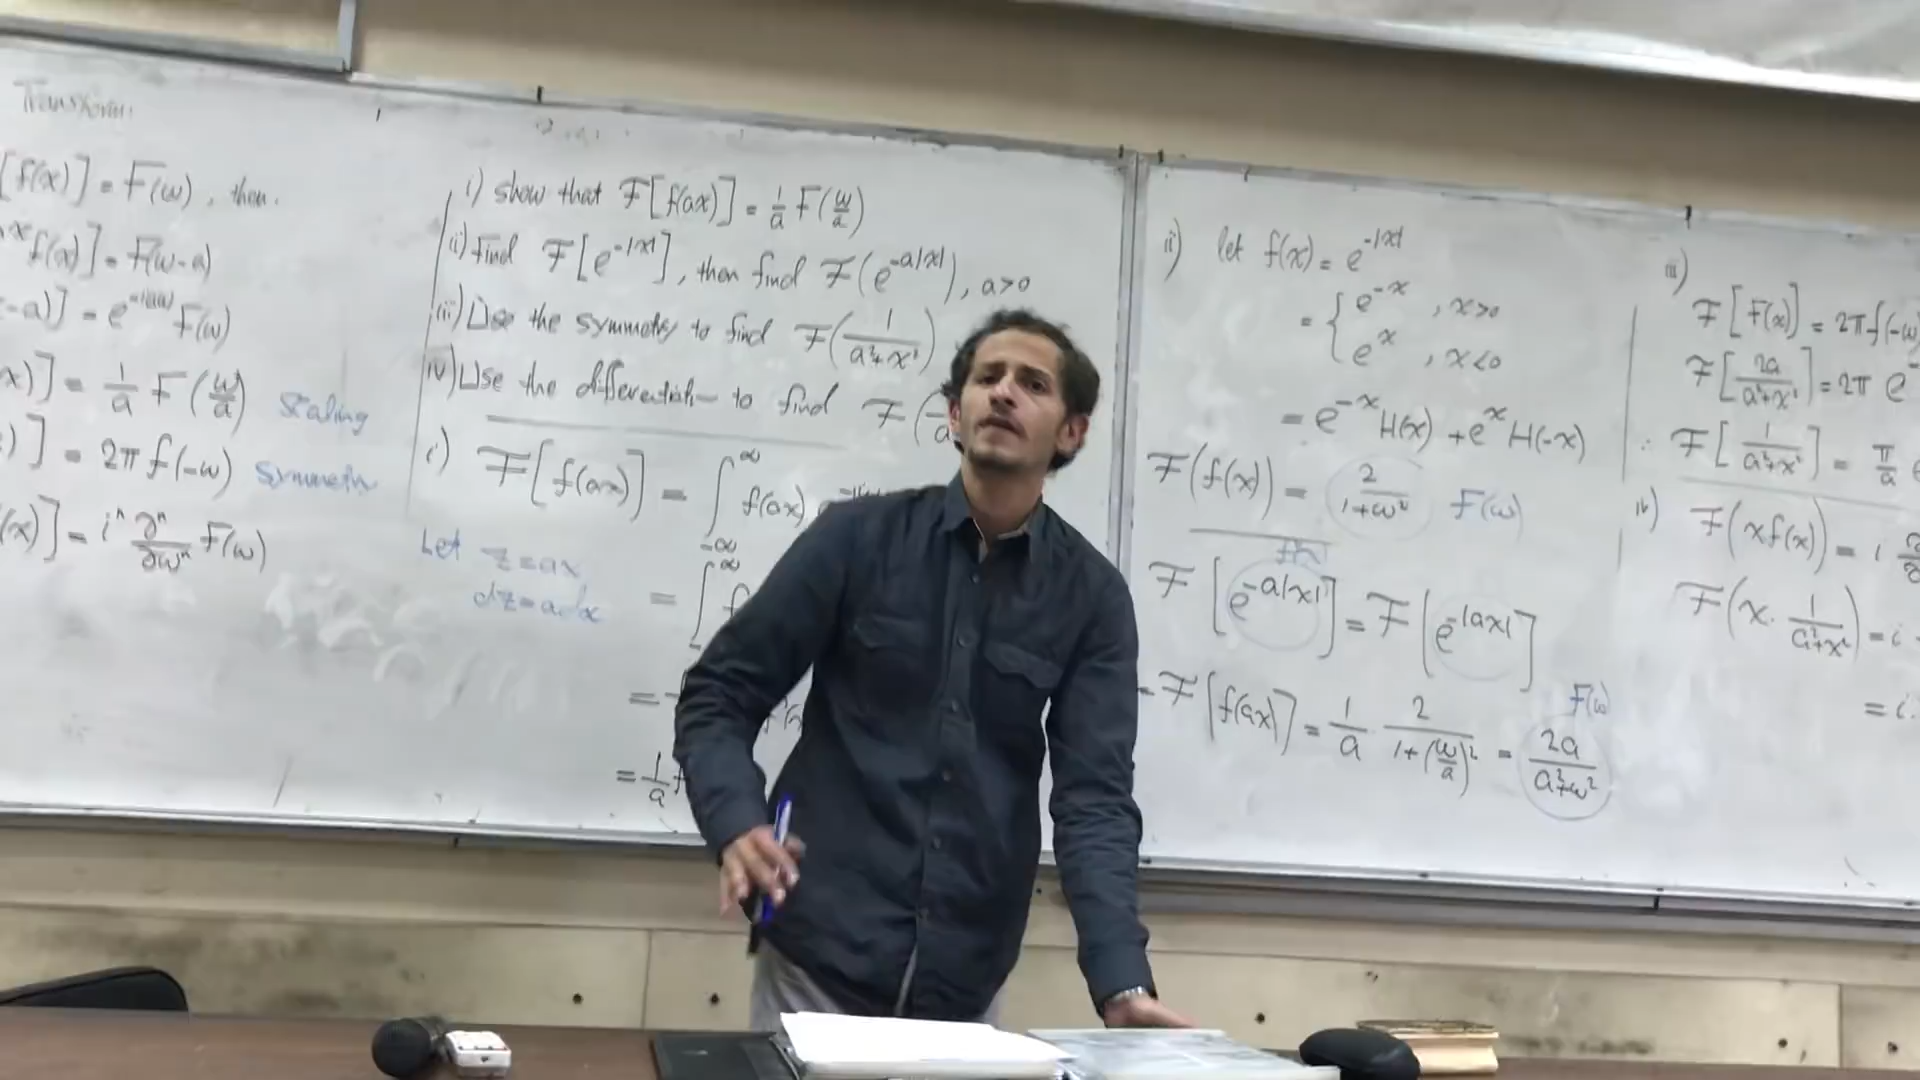 Transform
[f(x)] = F(ω), then.
f(x)] = F(ω-a)
-a)] = e F(ω)
x)] = 1/a F(ω/a) Scaling
)] = 2π f(-ω) Symmetry
(x)] = i^n ∂^n/∂ω^n F(ω)
i) show that F[f(ax)] = 1/a F(ω/a)
ii) Find F[e^-|x|], then find F(e^-a|x|), a>0
iii) Use the symmetry to find F(1/(a²+x²))
iv) Use the differentiation to find F(
i) F[f(ax)] = ∫_-∞^∞ f(ax)
Let z=ax
dz=a dx
= ∫^∞ f
=
= 1/a
ii) let f(x) = e^-|x|
= { e^-x , x>0
e^x , x<0
= e^-x H(x) + e^x H(-x)
F(f(x)) = 2/(1+ω²) F(ω)
f(x)
F[e^-a|x|] = F[e^-|ax|]
= F[f(ax)] = 1/a · 2/(1+(ω/a)²) = 2a/(a²+ω²)
F(ω)
iii)
F[F(x)] = 2π f(-ω
F[2a/(a²+x²)] = 2π e^-
∴ F[1/(a²+x²)] = π/a e
iv) F(x f(x)) = i ∂/∂
F(x · 1/(a²+x²)) = i
= i.